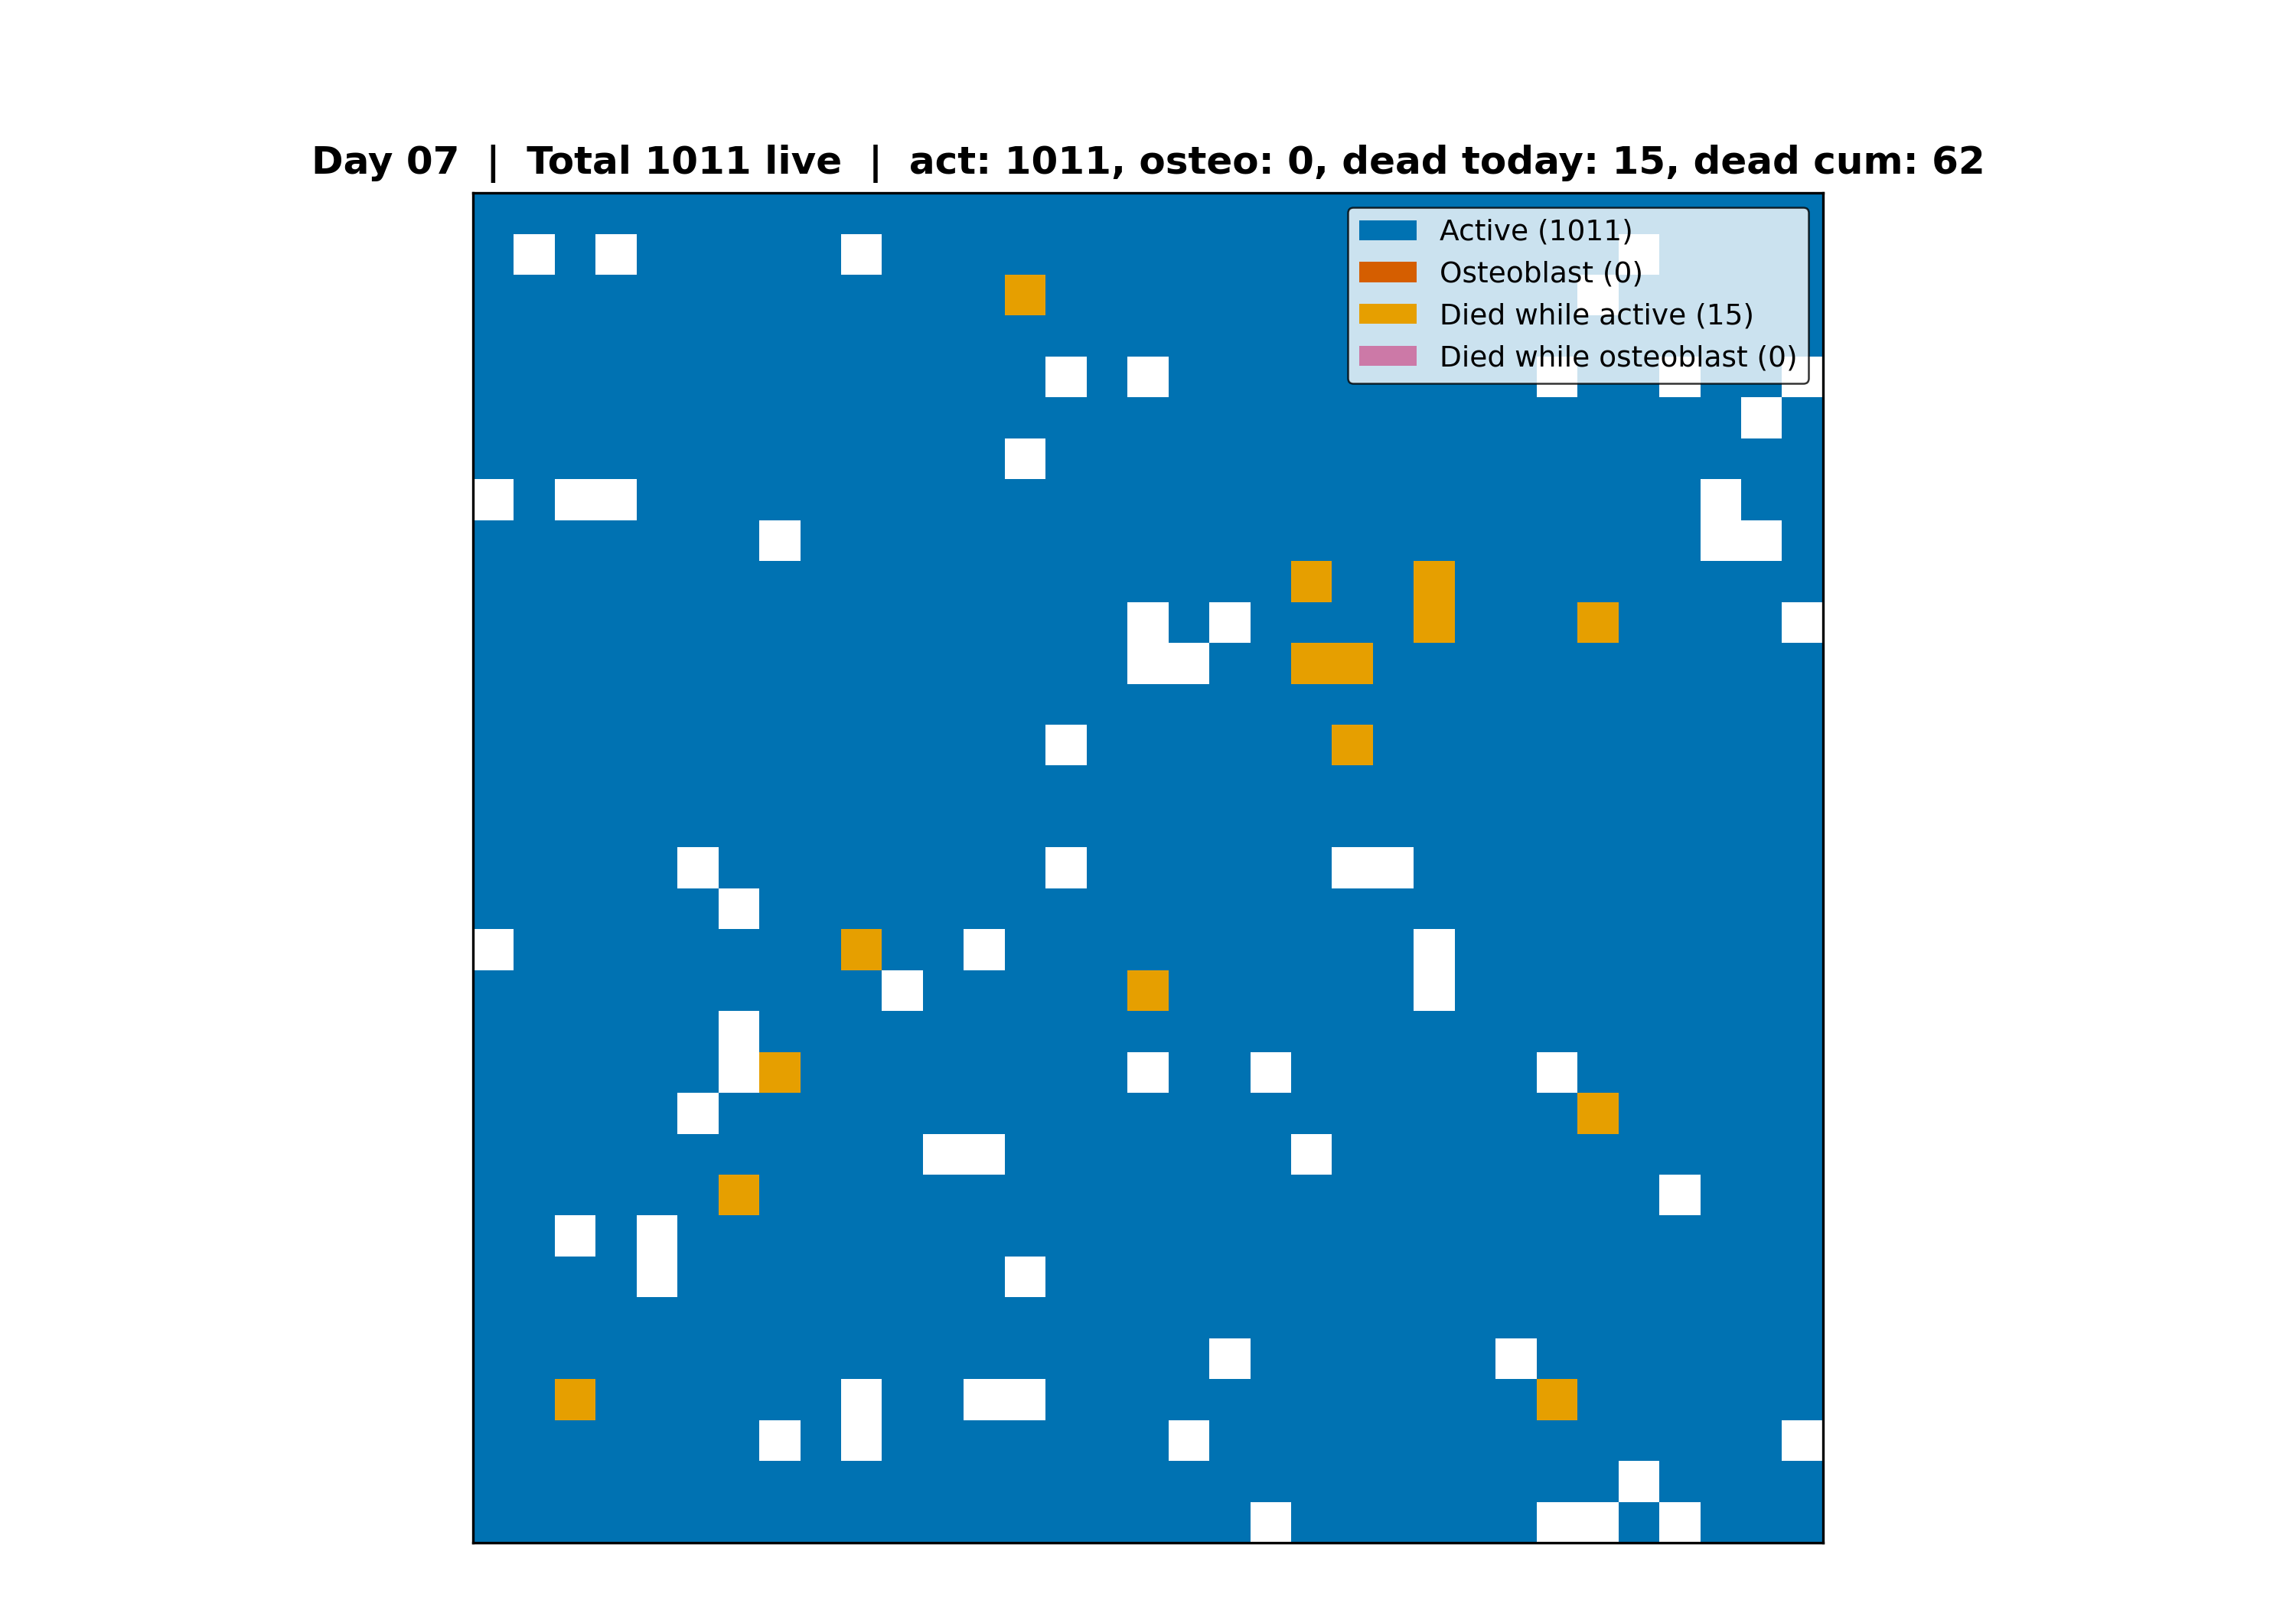 Day 07 | Total 1011 live | act: 1011, osteo: 0, dead today: 15, dead cum: 62
Active (1011)
Osteoblast (0)
Died while active (15)
Died while osteoblast (0)